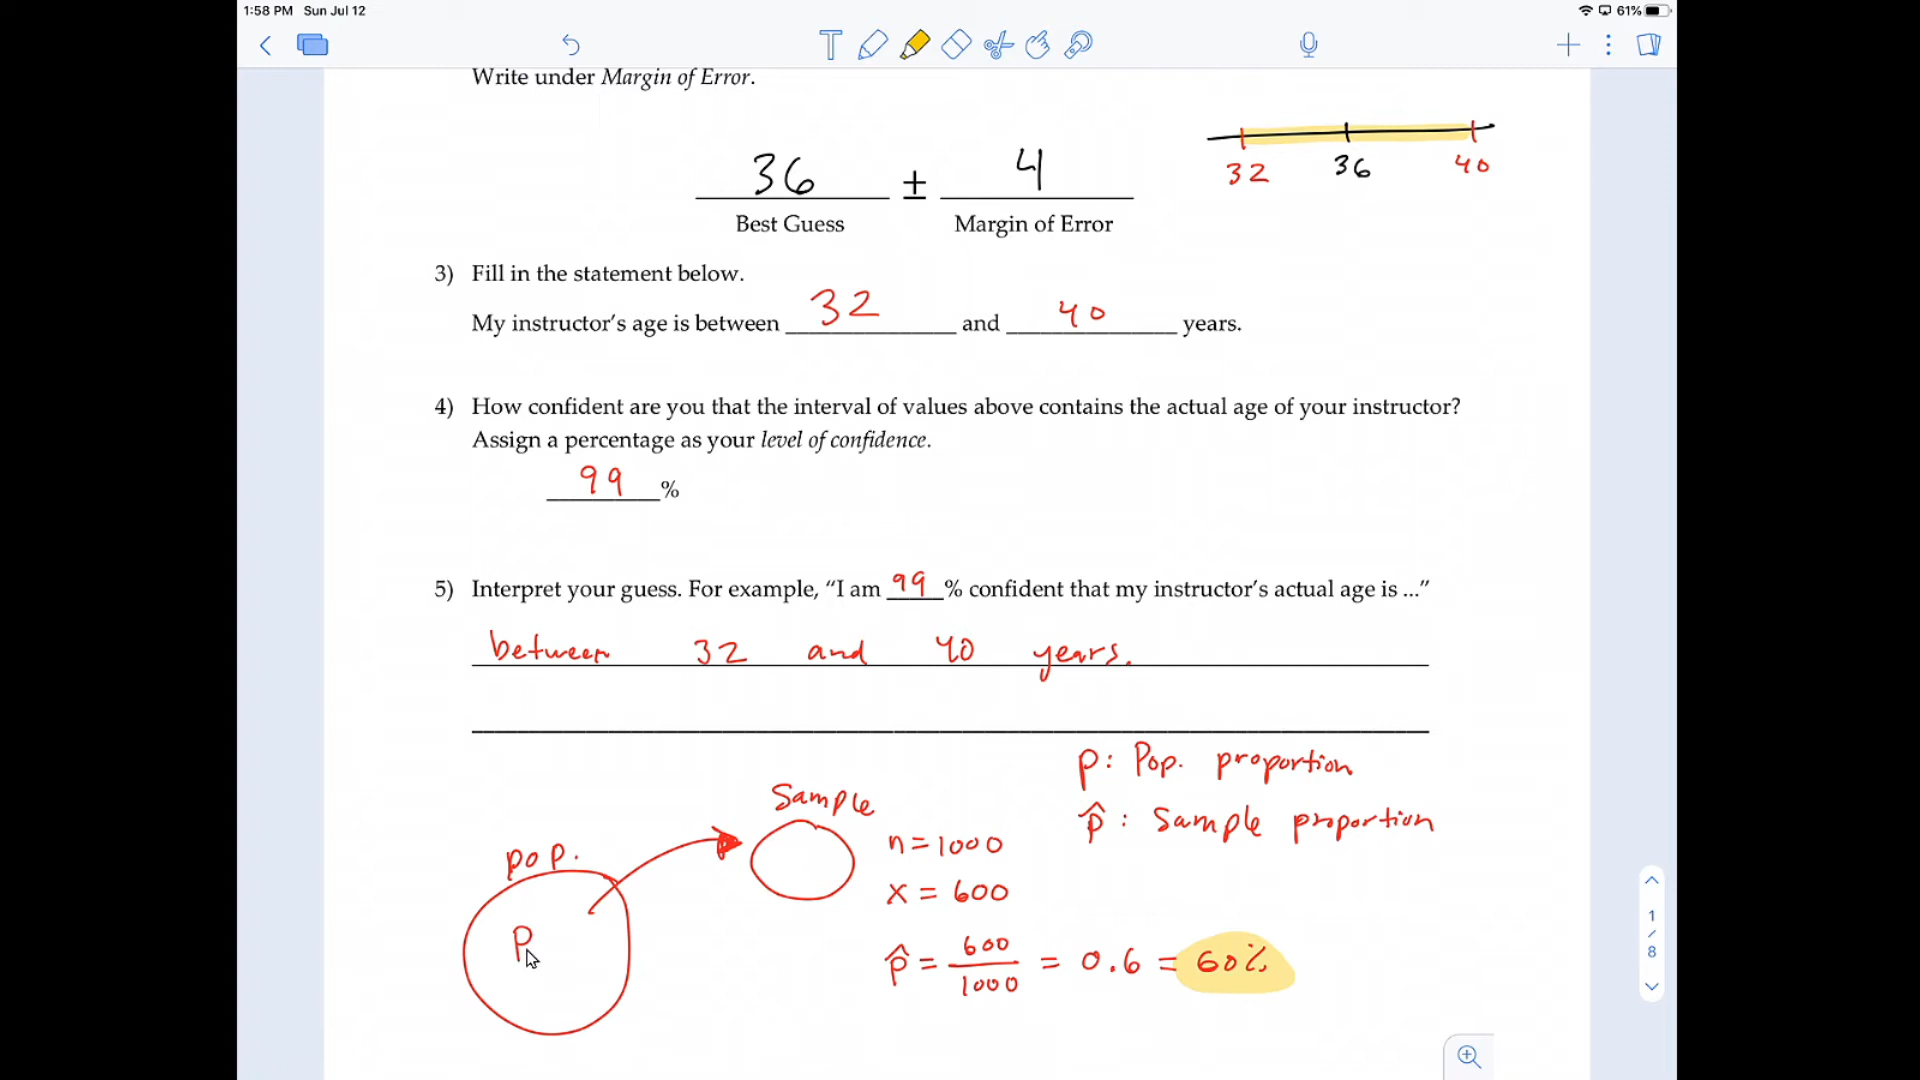 1:58 PM Sun Jul 12
61%
Write under Margin of Error.
32 36 40
36 ± 4
Best Guess Margin of Error
3) Fill in the statement below.
My instructor's age is between 32 and 40 years.
4) How confident are you that the interval of values above contains the actual age of your instructor?
Assign a percentage as your level of confidence.
99 %
5) Interpret your guess. For example, “I am 99 % confident that my instructor's actual age is ...”
between 32 and 40 years.
p: Pop. proportion
p̂: Sample proportion
Sample
n=1000
x = 600
pop.
P
p̂ = 600/1000 = 0.6 = 60%
1
/
8